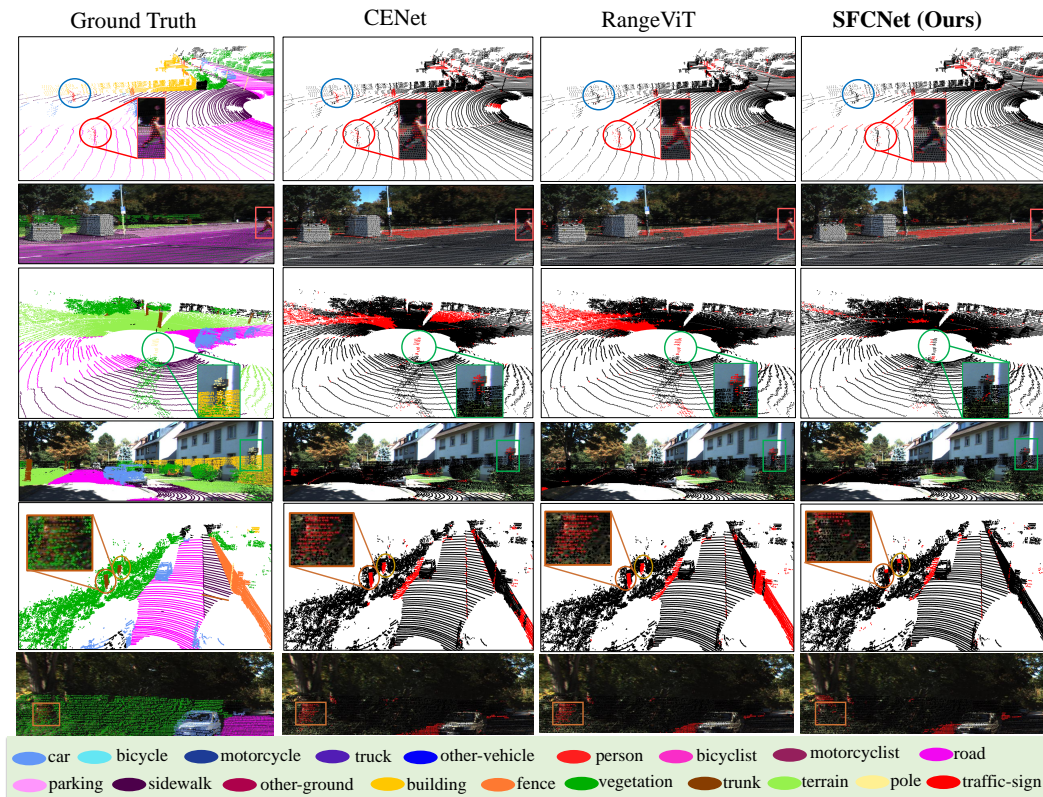 Ground Truth CENet RangeViT SFCNet (Ours)
car bicycle motorcycle truck other-vehicle person bicyclist motorcyclist road
parking sidewalk other-ground building fence vegetation trunk terrain pole traffic-sign